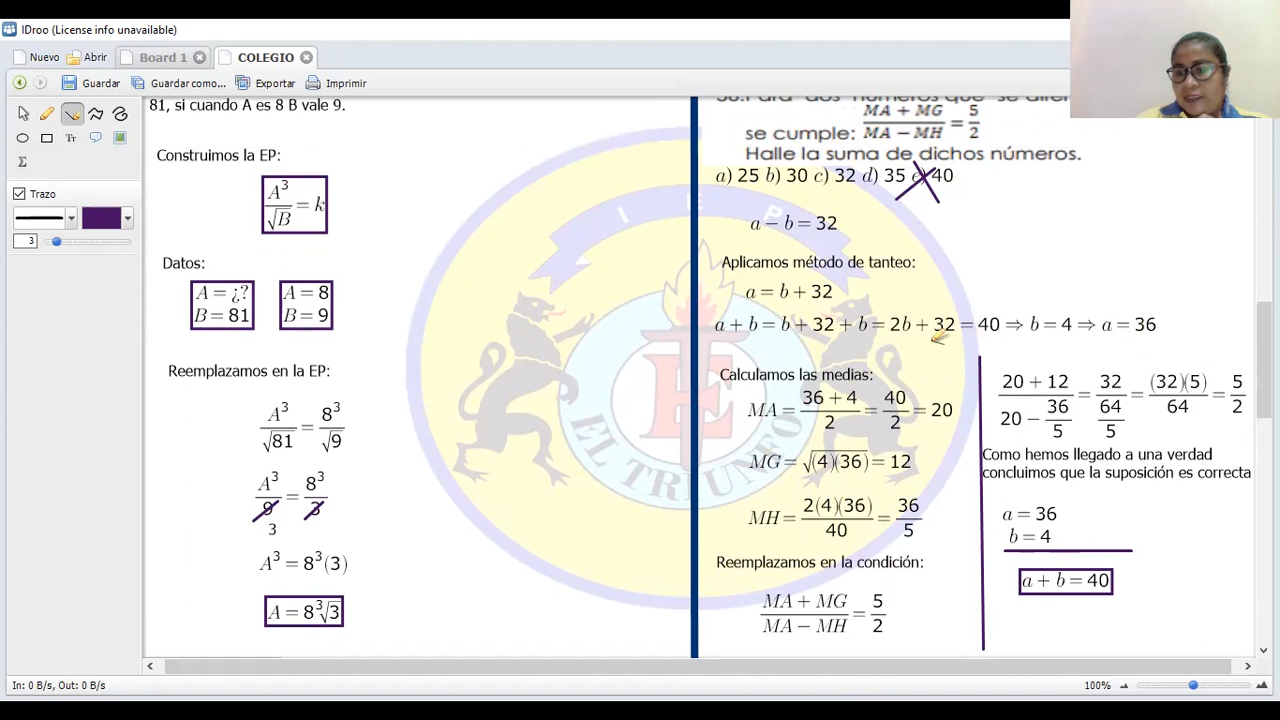 IDroo (License info unavailable)
Nuevo Abrir Board 1 COLEGIO
Guardar Guardar como... Exportar Imprimir
Tr
Σ
Trazo
3
81, si cuando A es 8 B vale 9.
Construimos la EP:
A³/√B = k
Datos:
A = ¿?
B = 81
A = 8
B = 9
Reemplazamos en la EP:
A³/√81 = 8³/√9
A³/9 = 8³/3
3
A³ = 8³(3)
A = 8∛3
que se
se cumple: (MA + MG)/(MA − MH) = 5/2
Halle la suma de dichos números.
a) 25 b) 30 c) 32 d) 35 e) 40
a − b = 32
Aplicamos método de tanteo:
a = b + 32
a + b = b + 32 + b = 2b + 32 = 40 ⇒ b = 4 ⇒ a = 36
Calculamos las medias:
MA = (36 + 4)/2 = 40/2 = 20
MG = √(4)(36) = 12
MH = 2(4)(36)/40 = 36/5
Reemplazamos en la condición:
(MA + MG)/(MA − MH) = 5/2
(20 + 12)/(20 − 36/5) = 32/(64/5) = (32)(5)/64 = 5/2
Como hemos llegado a una verdad
concluimos que la suposición es correcta
a = 36
b = 4
a + b = 40
I E P
EL TRIUNFO
E
In: 0 B/s, Out: 0 B/s
100%